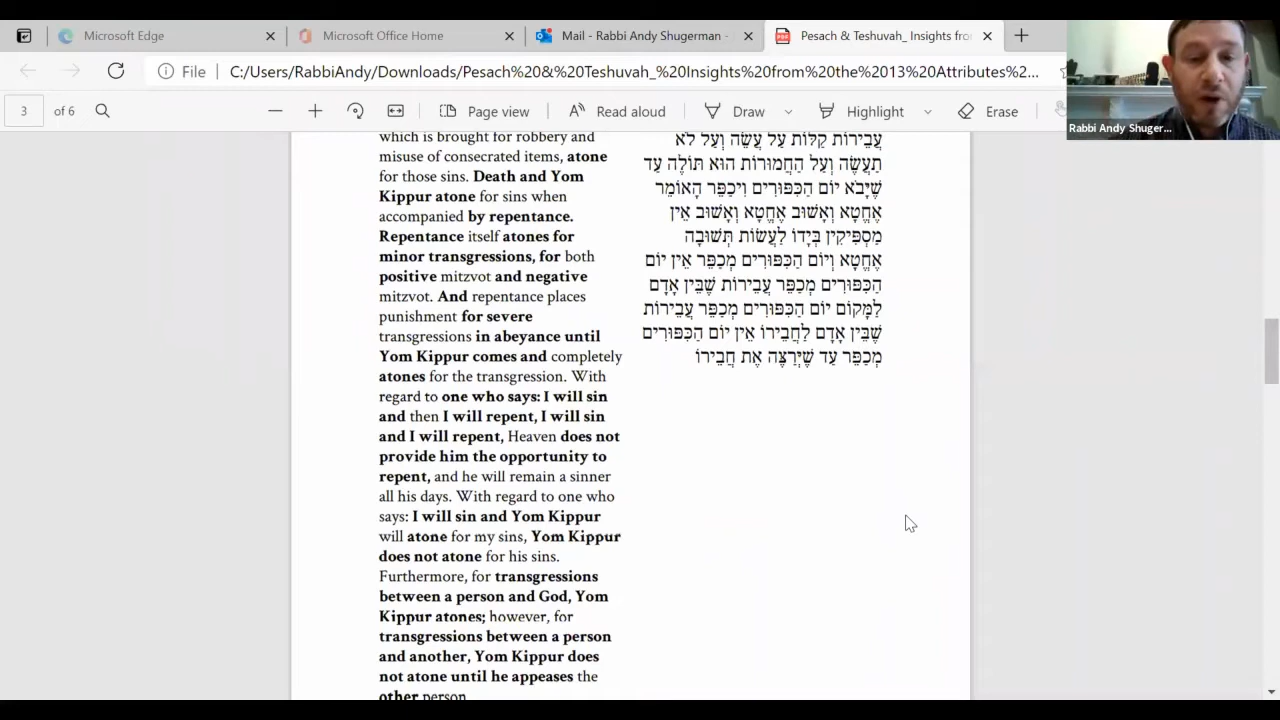 Microsoft Edge
Microsoft Office Home
Mail - Rabbi Andy Shugerman -
Pesach & Teshuvah_ Insights fro
File
C:/Users/RabbiAndy/Downloads/Pesach%20&%20Teshuvah_%20Insights%20from%20the%2013%20Attributes%2...
Rabbi Andy Shuger...
3 of 6
Page view
Read aloud
Draw
Highlight
Erase
which is brought for robbery and
misuse of consecrated items, atone
for those sins. Death and Yom
Kippur atone for sins when
accompanied by repentance.
Repentance itself atones for
minor transgressions, for both
positive mitzvot and negative
mitzvot. And repentance places
punishment for severe
transgressions in abeyance until
Yom Kippur comes and completely
atones for the transgression. With
regard to one who says: I will sin
and then I will repent, I will sin
and I will repent, Heaven does not
provide him the opportunity to
repent, and he will remain a sinner
all his days. With regard to one who
says: I will sin and Yom Kippur
will atone for my sins, Yom Kippur
does not atone for his sins.
Furthermore, for transgressions
between a person and God, Yom
Kippur atones; however, for
transgressions between a person
and another, Yom Kippur does
not atone until he appeases the
other person
עֲבֵירוֹת קַלּוֹת עַל עֲשֵׂה וְעַל לֹא
תַעֲשֶׂה וְעַל הַחֲמוּרוֹת הוּא תּוֹלֶה עַד
שֶׁיָּבֹא יוֹם הַכִּפּוּרִים וִיכַפֵּר הָאוֹמֵר
אֶחֱטָא וְאָשׁוּב אֶחֱטָא וְאָשׁוּב אֵין
מַסְפִּיקִין בְּיָדוֹ לַעֲשׂוֹת תְּשׁוּבָה
אֶחֱטָא וְיוֹם הַכִּפּוּרִים מְכַפֵּר אֵין יוֹם
הַכִּפּוּרִים מְכַפֵּר עֲבֵירוֹת שֶׁבֵּין אָדָם
לַמָּקוֹם יוֹם הַכִּפּוּרִים מְכַפֵּר עֲבֵירוֹת
שֶׁבֵּין אָדָם לַחֲבֵירוֹ אֵין יוֹם הַכִּפּוּרִים
מְכַפֵּר עַד שֶׁיְּרַצֶּה אֶת חֲבֵירוֹ